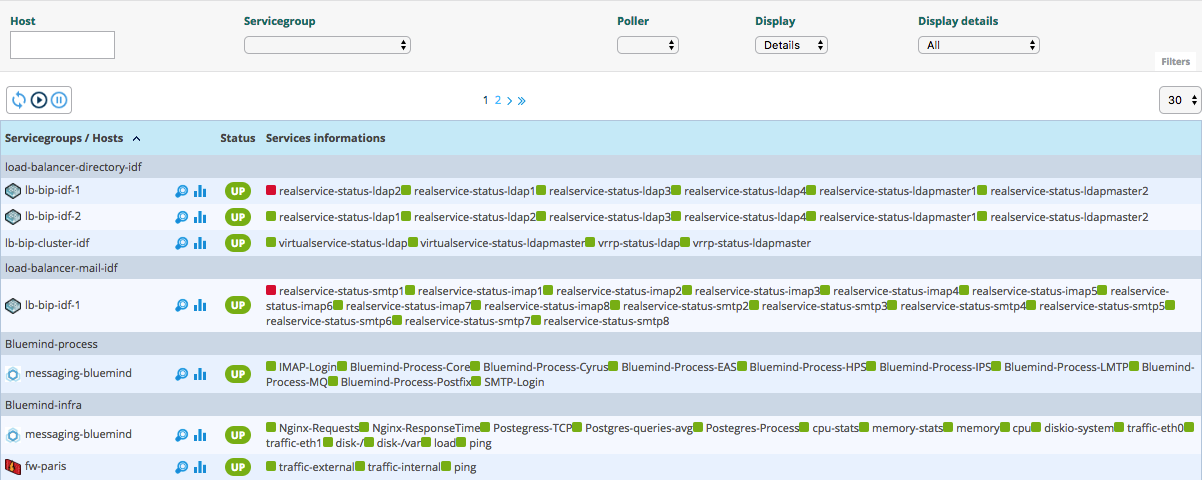 Host Servicegroup Poller Display Display details
Details All
Filters
1 2 30
Servicegroups / Hosts Status Services informations
load-balancer-directory-idf
lb-bip-idf-1 UP realservice-status-ldap2 realservice-status-ldap1 realservice-status-ldap3 realservice-status-ldap4 realservice-status-ldapmaster1 realservice-status-ldapmaster2
lb-bip-idf-2 UP realservice-status-ldap1 realservice-status-ldap2 realservice-status-ldap3 realservice-status-ldap4 realservice-status-ldapmaster1 realservice-status-ldapmaster2
lb-bip-cluster-idf UP virtualservice-status-ldap virtualservice-status-ldapmaster vrrp-status-ldap vrrp-status-ldapmaster
load-balancer-mail-idf
realservice-status-smtp1 realservice-status-imap1 realservice-status-imap2 realservice-status-imap3 realservice-status-imap4 realservice-status-imap5 realservice-
lb-bip-idf-1 UP status-imap6 realservice-status-imap7 realservice-status-imap8 realservice-status-smtp2 realservice-status-smtp3 realservice-status-smtp4 realservice-status-smtp5
realservice-status-smtp6 realservice-status-smtp7 realservice-status-smtp8
Bluemind-process
messaging-bluemind UP IMAP-Login Bluemind-Process-Core Bluemind-Process-Cyrus Bluemind-Process-EAS Bluemind-Process-HPS Bluemind-Process-IPS Bluemind-Process-LMTP Bluemind-
Process-MQ Bluemind-Process-Postfix SMTP-Login
Bluemind-infra
messaging-bluemind UP Nginx-Requests Nginx-ResponseTime Postegress-TCP Postgres-queries-avg Postegres-Process cpu-stats memory-stats memory cpu diskio-system traffic-eth0
traffic-eth1 disk-/ disk-/var load ping
fw-paris UP traffic-external traffic-internal ping